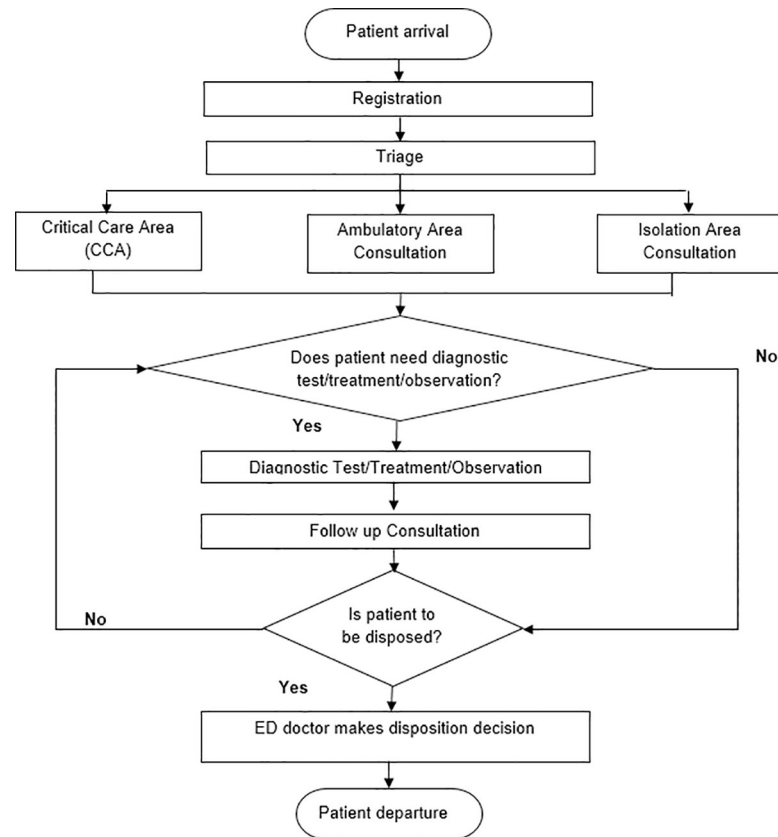 Patient arrival
Registration
Triage
Critical Care Area
(CCA)
Ambulatory Area
Consultation
Isolation Area
Consultation
Does patient need diagnostic
test/treatment/observation?
No
Yes
Diagnostic Test/Treatment/Observation
Follow up Consultation
Is patient to
be disposed?
No
Yes
ED doctor makes disposition decision
Patient departure